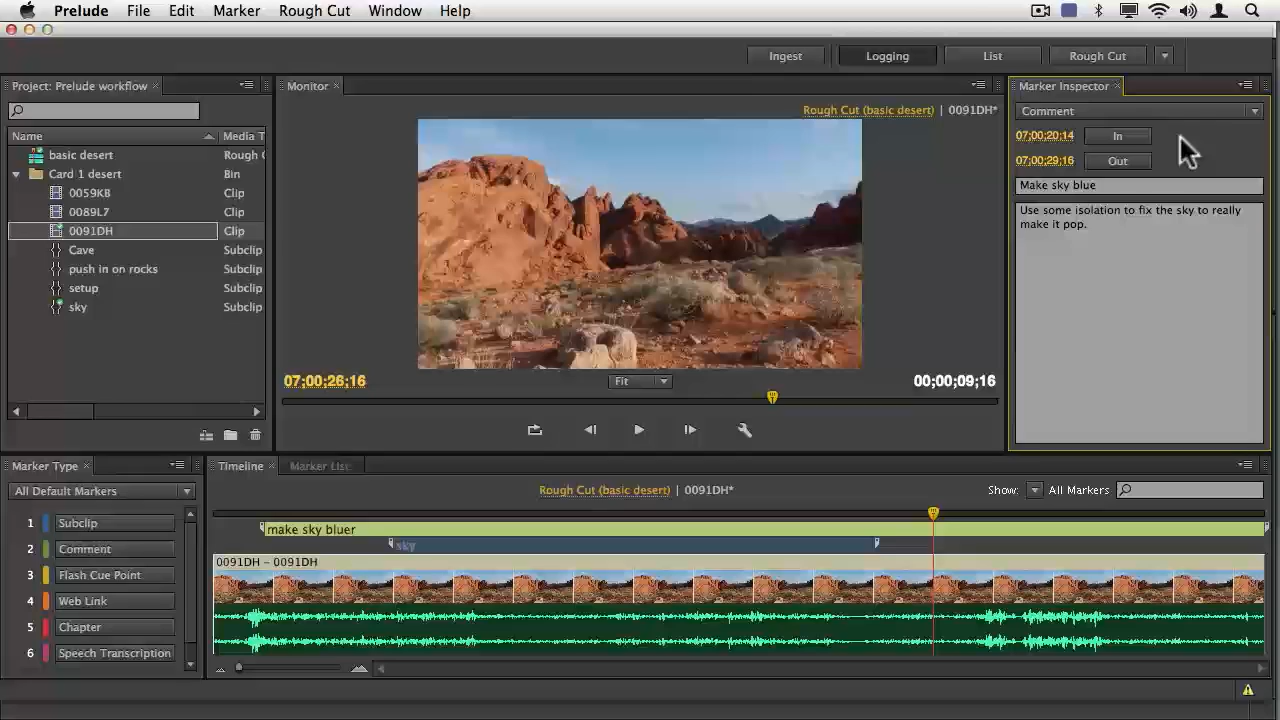 Prelude File Edit Marker Rough Cut Window Help
Ingest Logging List Rough Cut
Project: Prelude workflow
Name Media T
basic desert Rough C
Card 1 desert Bin
0059KB Clip
0089L7 Clip
0091DH Clip
Cave Subclip
push in on rocks Subclip
setup Subclip
sky Subclip
Monitor
Rough Cut (basic desert) | 0091DH*
07;00;26;16 Fit 00;00;09;16
Marker Inspector
Comment
07;00;20;14 In
07;00;29;16 Out
Make sky blue
Use some isolation to fix the sky to really
make it pop.
Marker Type
All Default Markers
1 Subclip
2 Comment
3 Flash Cue Point
4 Web Link
5 Chapter
6 Speech Transcription
Timeline Marker List
Rough Cut (basic desert) | 0091DH* Show: All Markers
make sky bluer
sky
0091DH - 0091DH